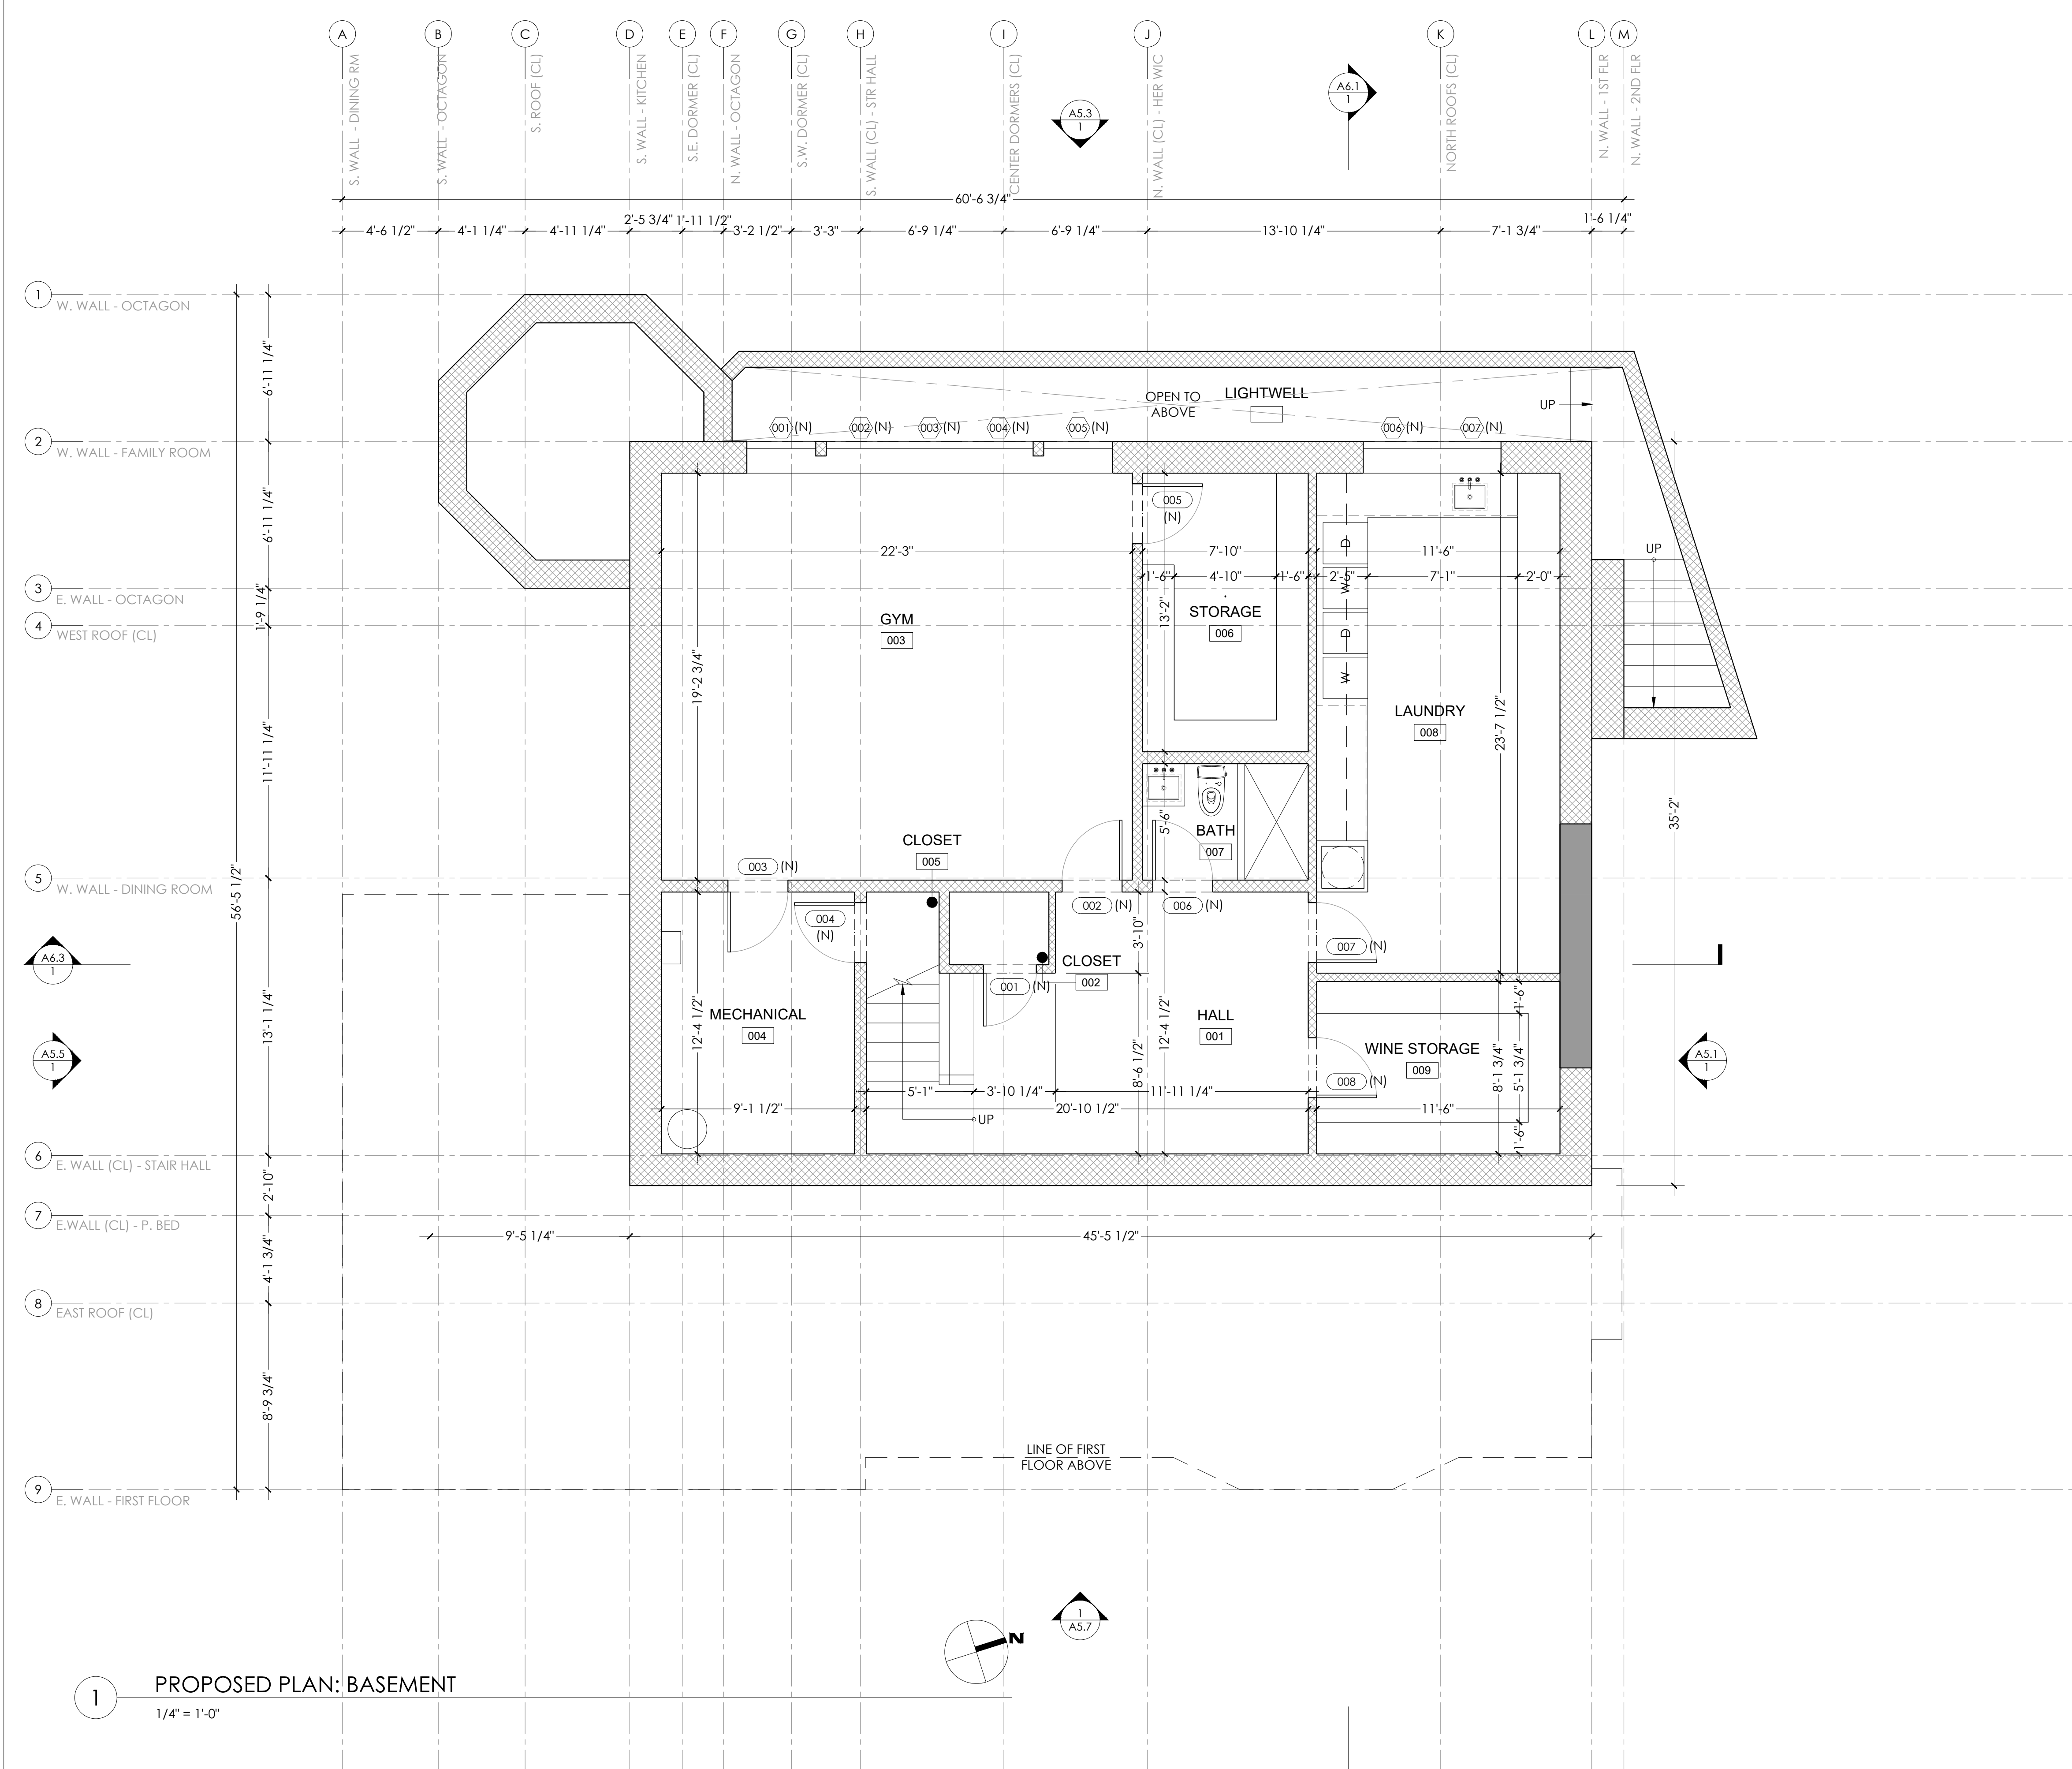 A B C D E F G H I J K L M
S. WALL - DINING RM
S. WALL - OCTAGON
S. ROOF (CL)
S. WALL - KITCHEN
S.E. DORMER (CL)
N. WALL - OCTAGON
S.W. DORMER (CL)
S. WALL (CL) - STR HALL
CENTER DORMERS (CL)
N. WALL (CL) - HER WIC
NORTH ROOFS (CL)
N. WALL - 1ST FLR
N. WALL - 2ND FLR
A5.3
1
A6.1
1
60'-6 3/4"
4'-6 1/2" 4'-1 1/4" 4'-11 1/4" 2'-5 3/4" 1'-11 1/2" 3'-2 1/2" 3'-3" 6'-9 1/4" 6'-9 1/4" 13'-10 1/4" 7'-1 3/4" 1'-6 1/4"
1
W. WALL - OCTAGON
2
W. WALL - FAMILY ROOM
3
E. WALL - OCTAGON
4
WEST ROOF (CL)
5
W. WALL - DINING ROOM
6
E. WALL (CL) - STAIR HALL
7
E.WALL (CL) - P. BED
8
EAST ROOF (CL)
9
E. WALL - FIRST FLOOR
56'-5 1/2"
6'-11 1/4"
6'-11 1/4"
1'-9 1/4"
11'-11 1/4"
13'-1 1/4"
2'-10"
4'-1 3/4"
8'-9 3/4"
A6.3
1
A5.5
1
OPEN TO
ABOVE
LIGHTWELL
UP
001 (N) 002 (N) 003 (N) 004 (N) 005 (N) 006 (N) 007 (N)
005
(N)
22'-3" 7'-10" 11'-6"
1'-6" 4'-10" 1'-6" 2'-5" 7'-1" 2'-0"
D
W
D
W
UP
13'-2"
STORAGE
006
GYM
003
19'-2 3/4"
LAUNDRY
008
23'-7 1/2"
35'-2"
5'-6"
BATH
007
CLOSET
005
003 (N)
004
(N)
002 (N)
006 (N)
007 (N)
3'-10"
CLOSET
002
001 (N)
MECHANICAL
004
12'-4 1/2"
12'-4 1/2"
8'-6 1/2"
HALL
001
WINE STORAGE
009
008 (N)
1'-6"
5'-1 3/4"
8'-1 3/4"
1'-6"
A5.1
1
5'-1" 3'-10 1/4" 11'-11 1/4"
9'-1 1/2" 20'-10 1/2" 11'-6"
UP
9'-5 1/4" 45'-5 1/2"
LINE OF FIRST
FLOOR ABOVE
1
A5.7
N
1
PROPOSED PLAN: BASEMENT
1/4" = 1'-0"